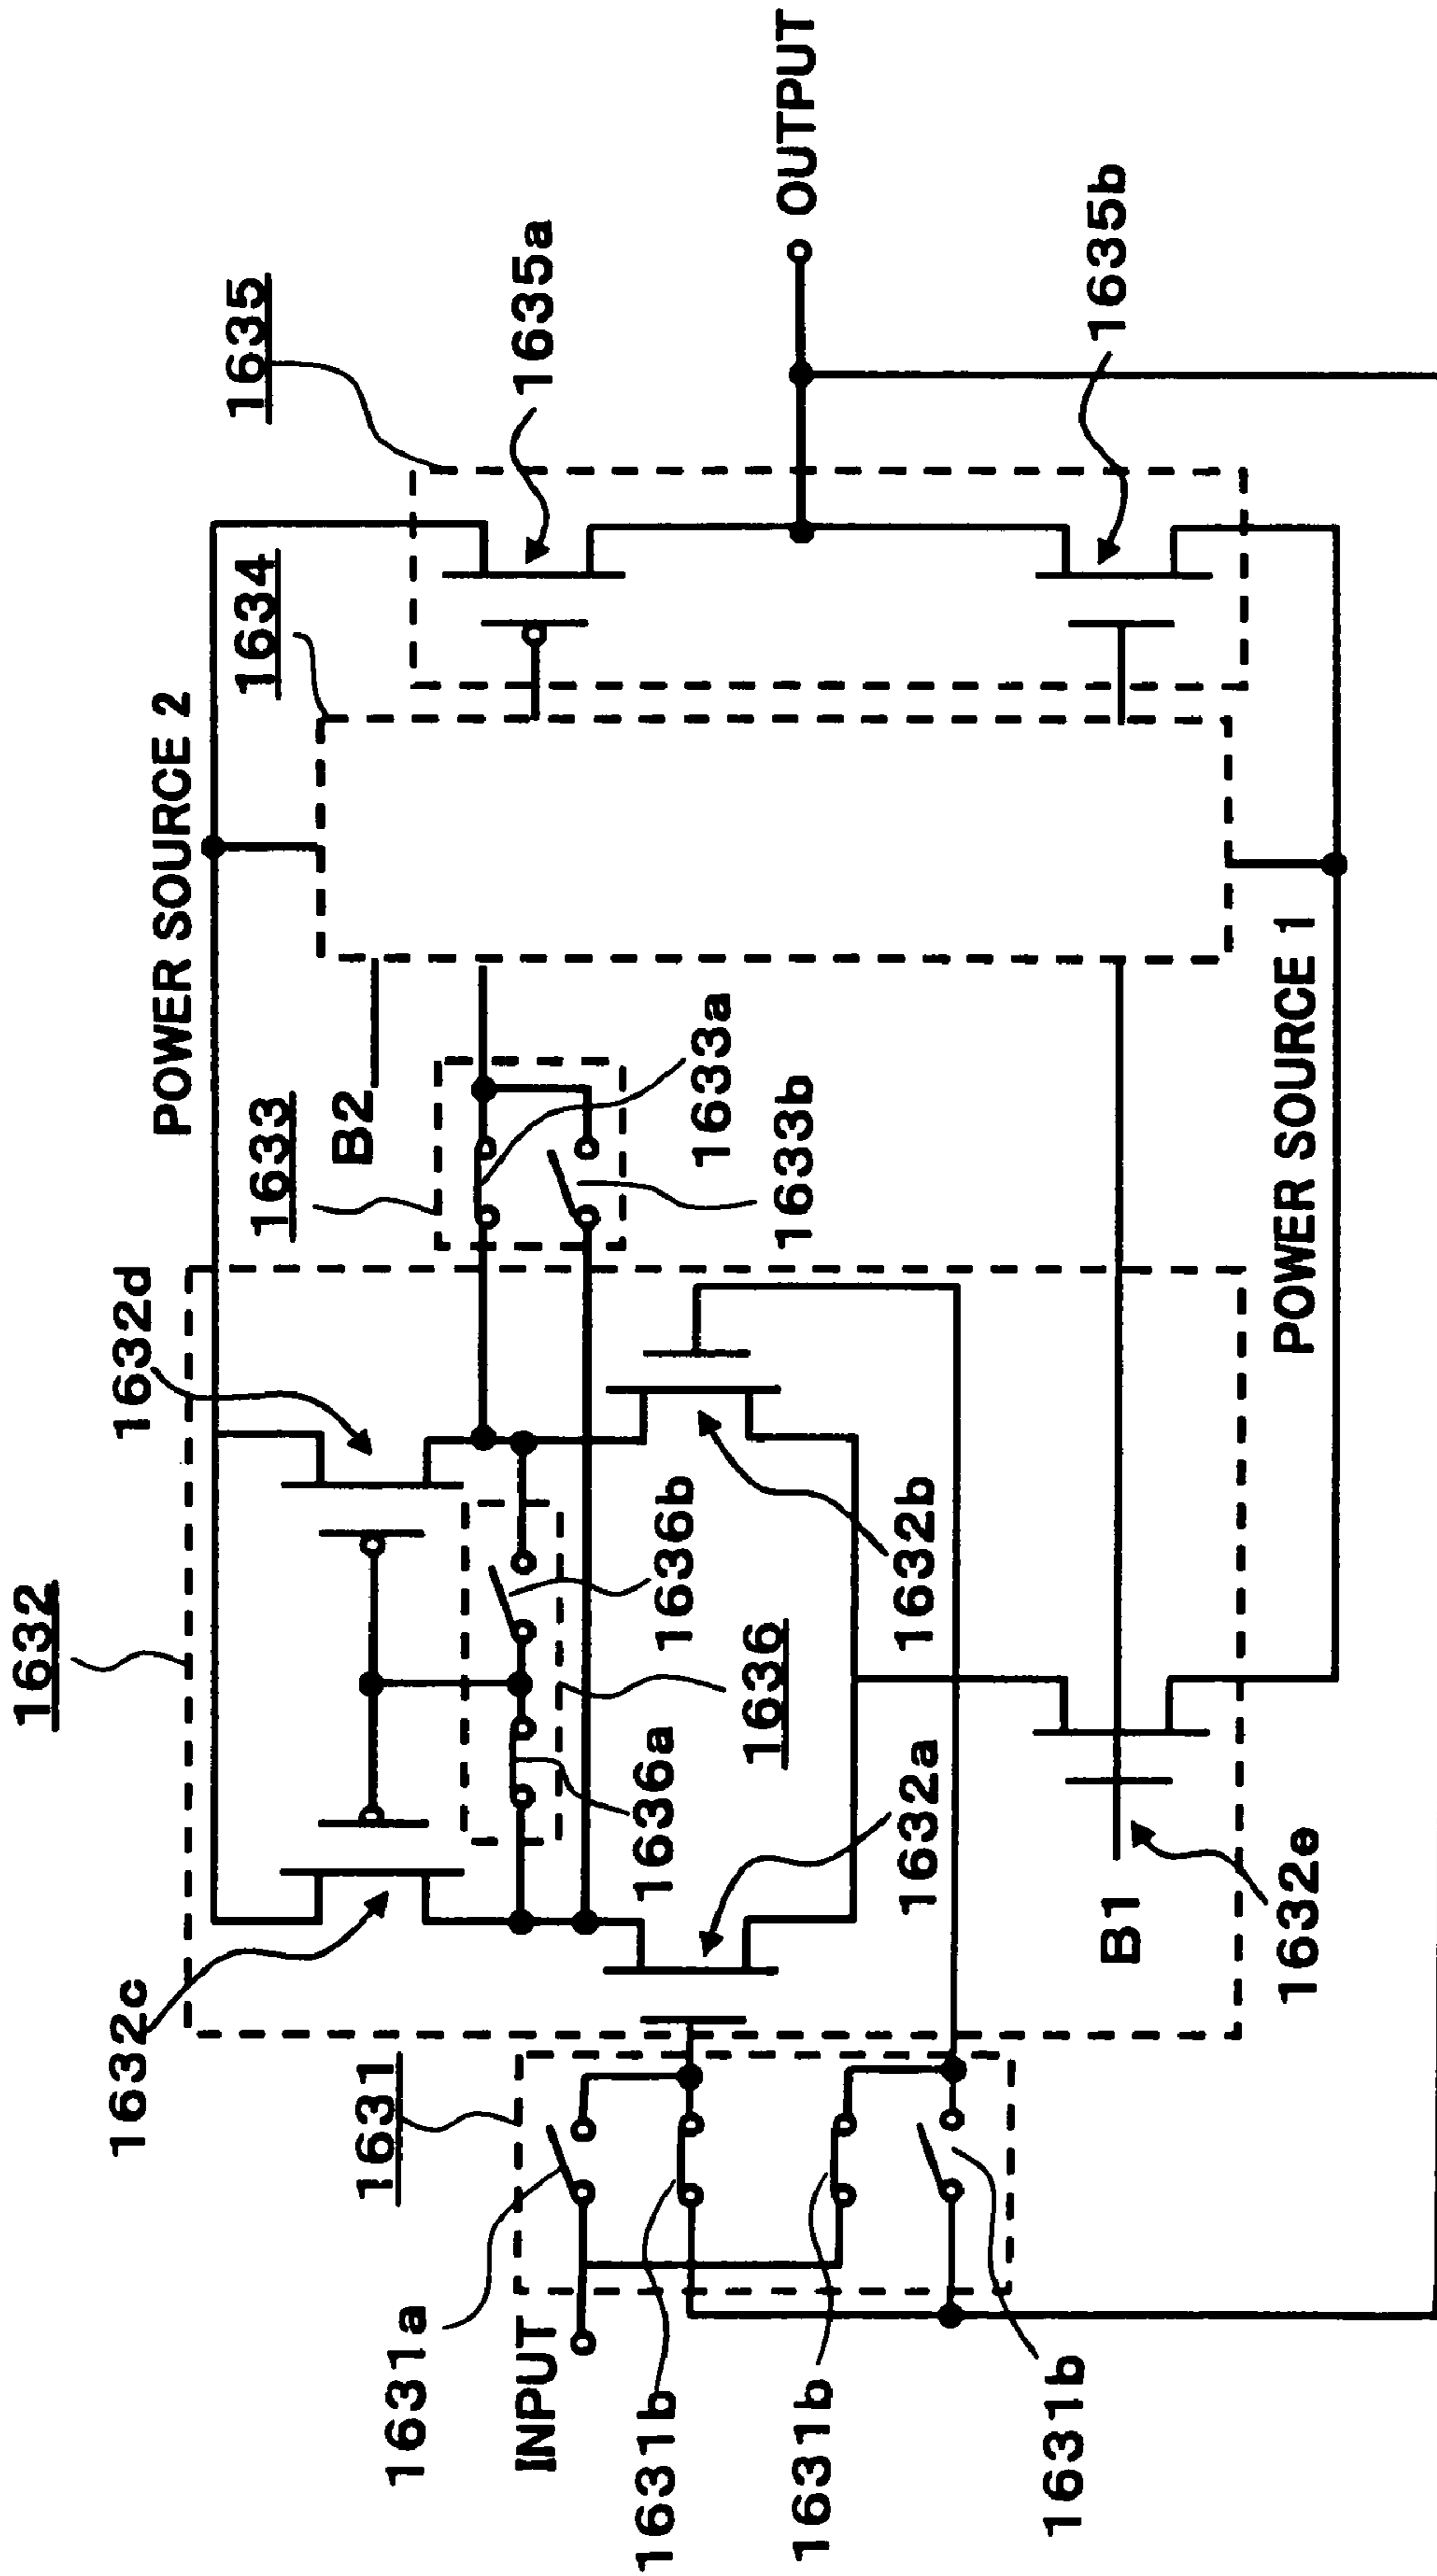 1632
1632c
1632d
POWER SOURCE 2
1634
1635
1631
1633
B2
1631a
INPUT
1635a
1636a
1636b
1633a
1636
1633b
OUTPUT
1631b
1631b
1632a
1632b
1631b
B1
1635b
1632e
POWER SOURCE 1